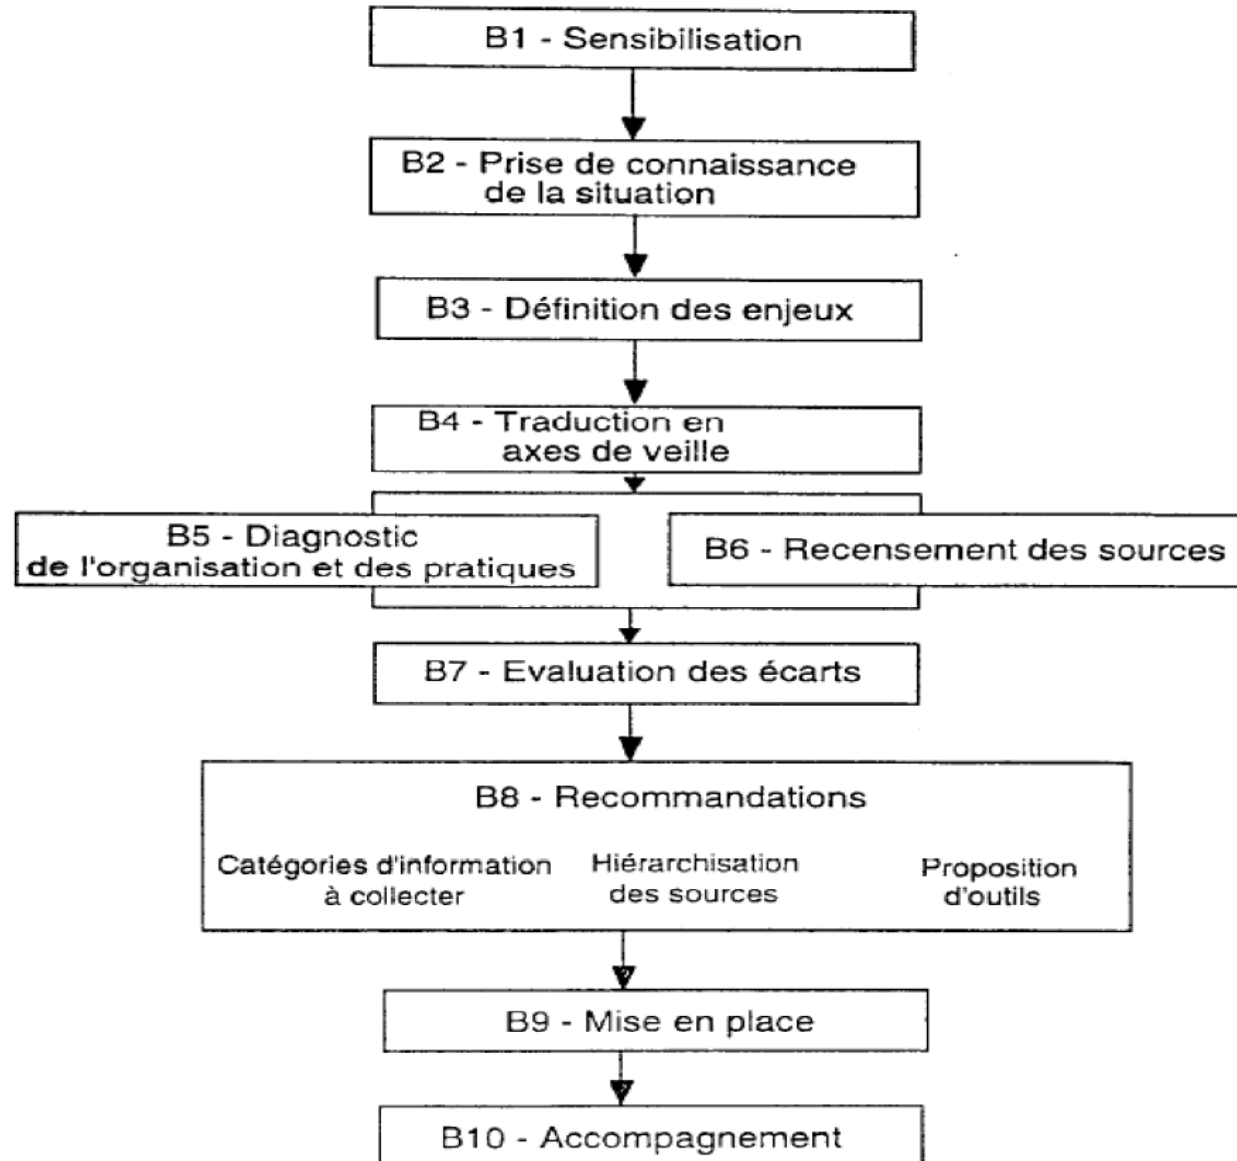 B1 - Sensibilisation
B2 - Prise de connaissance
de la situation
B3 - Définition des enjeux
B4 - Traduction en
axes de veille
B5 - Diagnostic
de l'organisation et des pratiques
B6 - Recensement des sources
B7 - Evaluation des écarts
B8 - Recommandations
Catégories d'information
à collecter
Hiérarchisation
des sources
Proposition
d'outils
B9 - Mise en place
B10 - Accompagnement